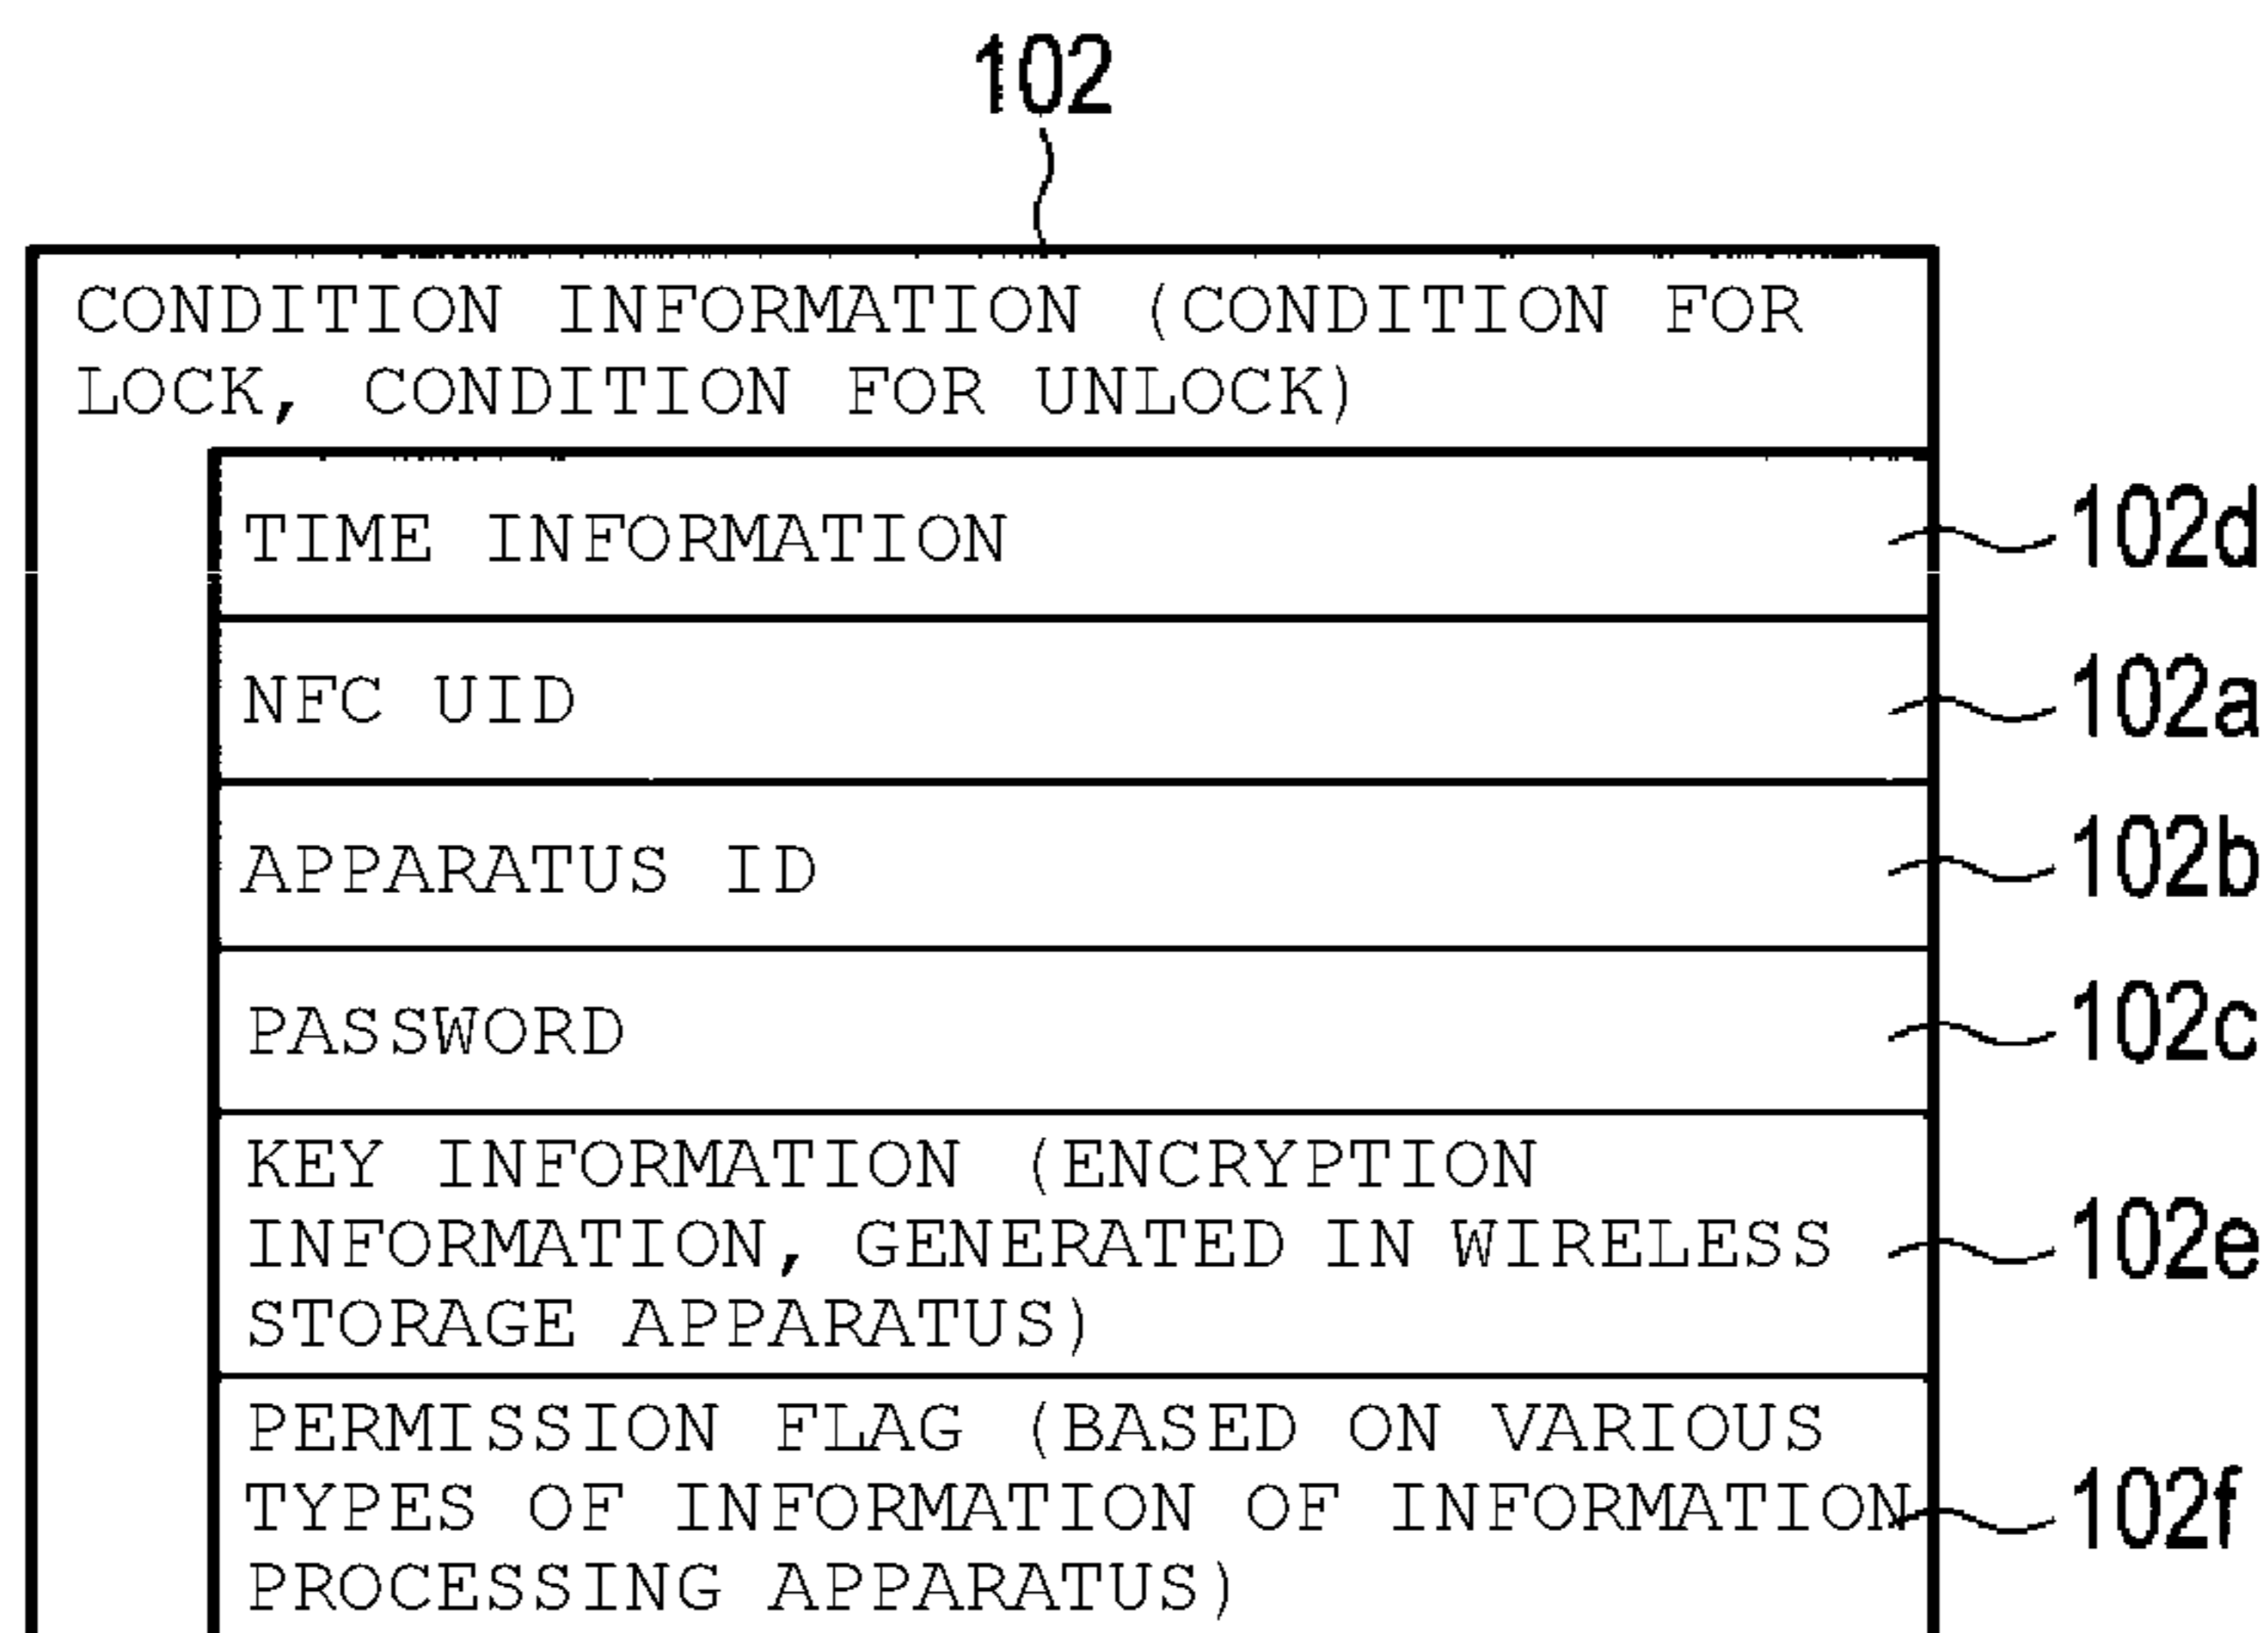 102
CONDITION INFORMATION (CONDITION FOR
LOCK, CONDITION FOR UNLOCK)
TIME INFORMATION
102d
NFC UID
102a
APPARATUS ID
102b
PASSWORD
102c
KEY INFORMATION (ENCRYPTION
INFORMATION, GENERATED IN WIRELESS
STORAGE APPARATUS)
102e
PERMISSION FLAG (BASED ON VARIOUS
TYPES OF INFORMATION OF INFORMATION
PROCESSING APPARATUS)
102f